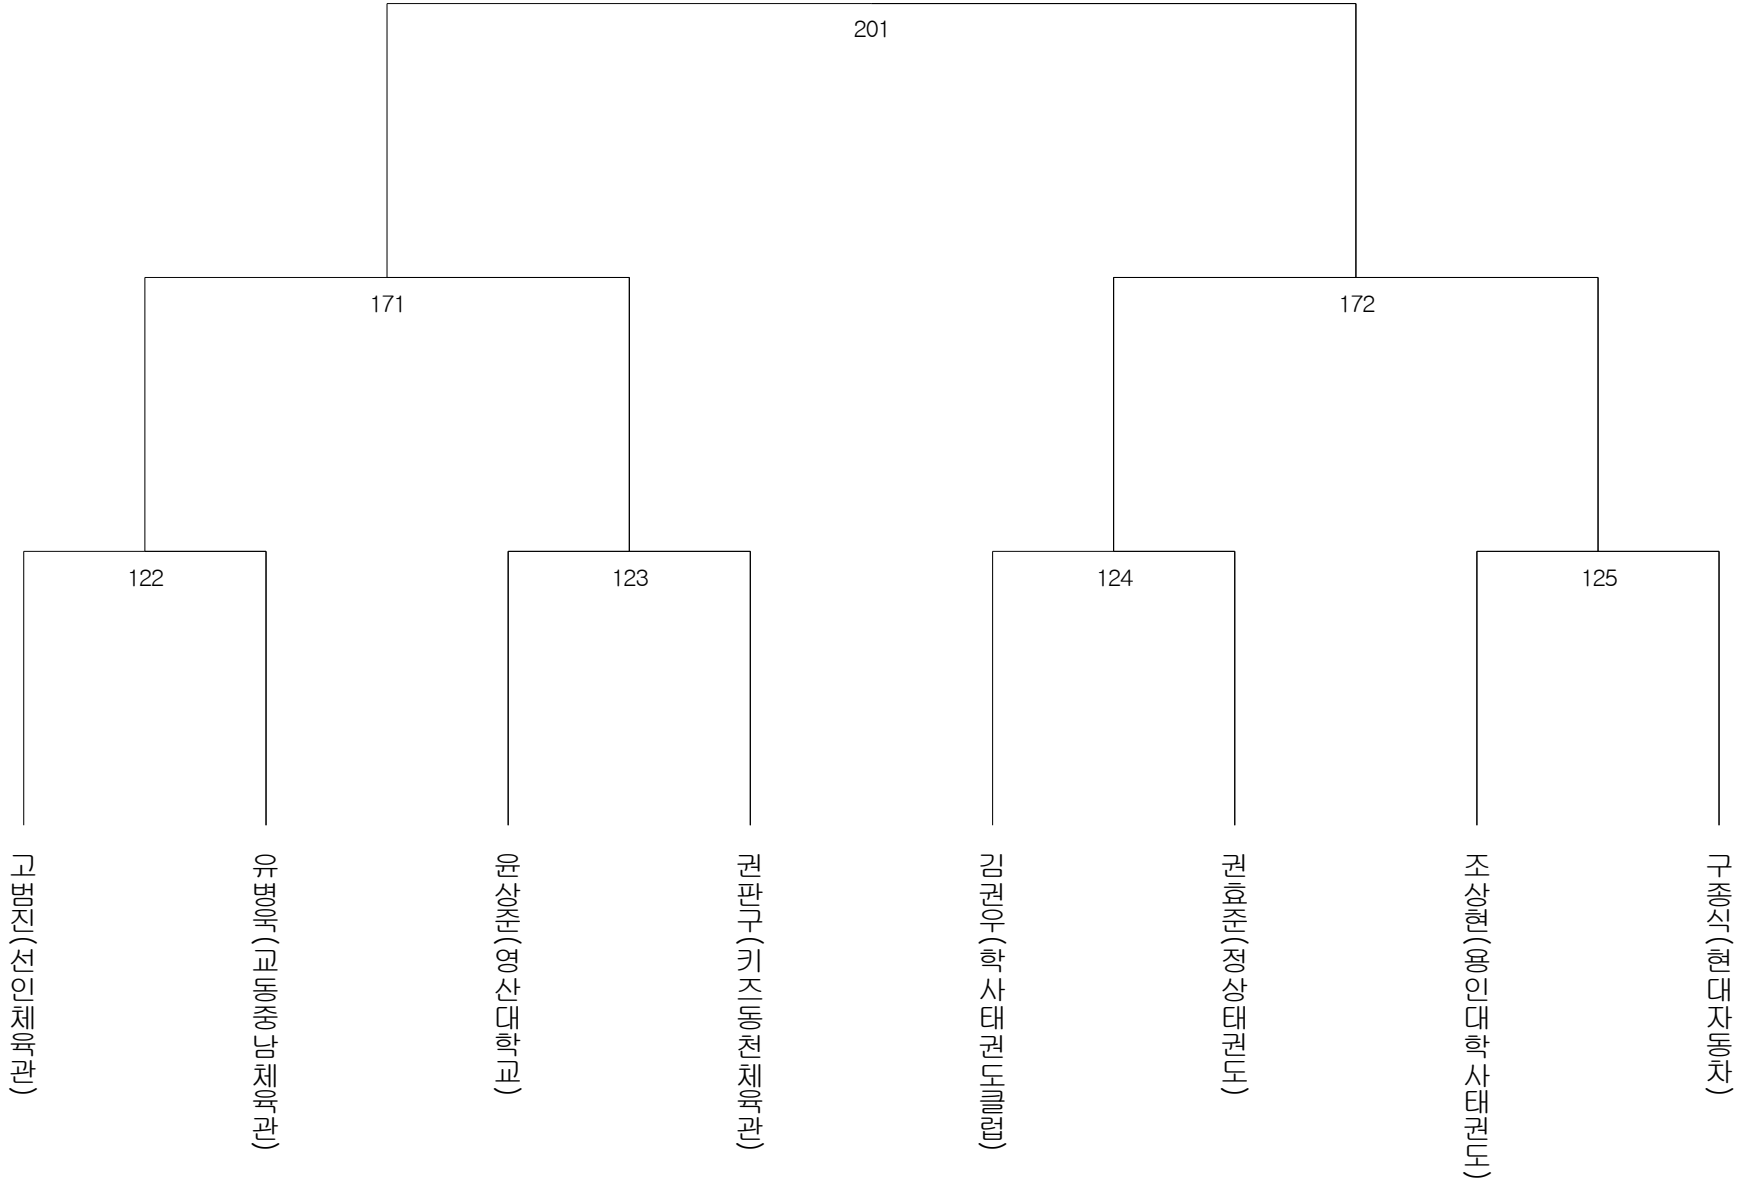 201
171
172
122
123
124
125
고범진(선인체육관)
유병욱(교동중남체육관)
윤상준(영산대학교)
권판구(키즈동천체육관)
김권우(학사태권도클럽)
권효준(정상태권도)
조상현(용인대학사태권도)
구종식(현대자동차)